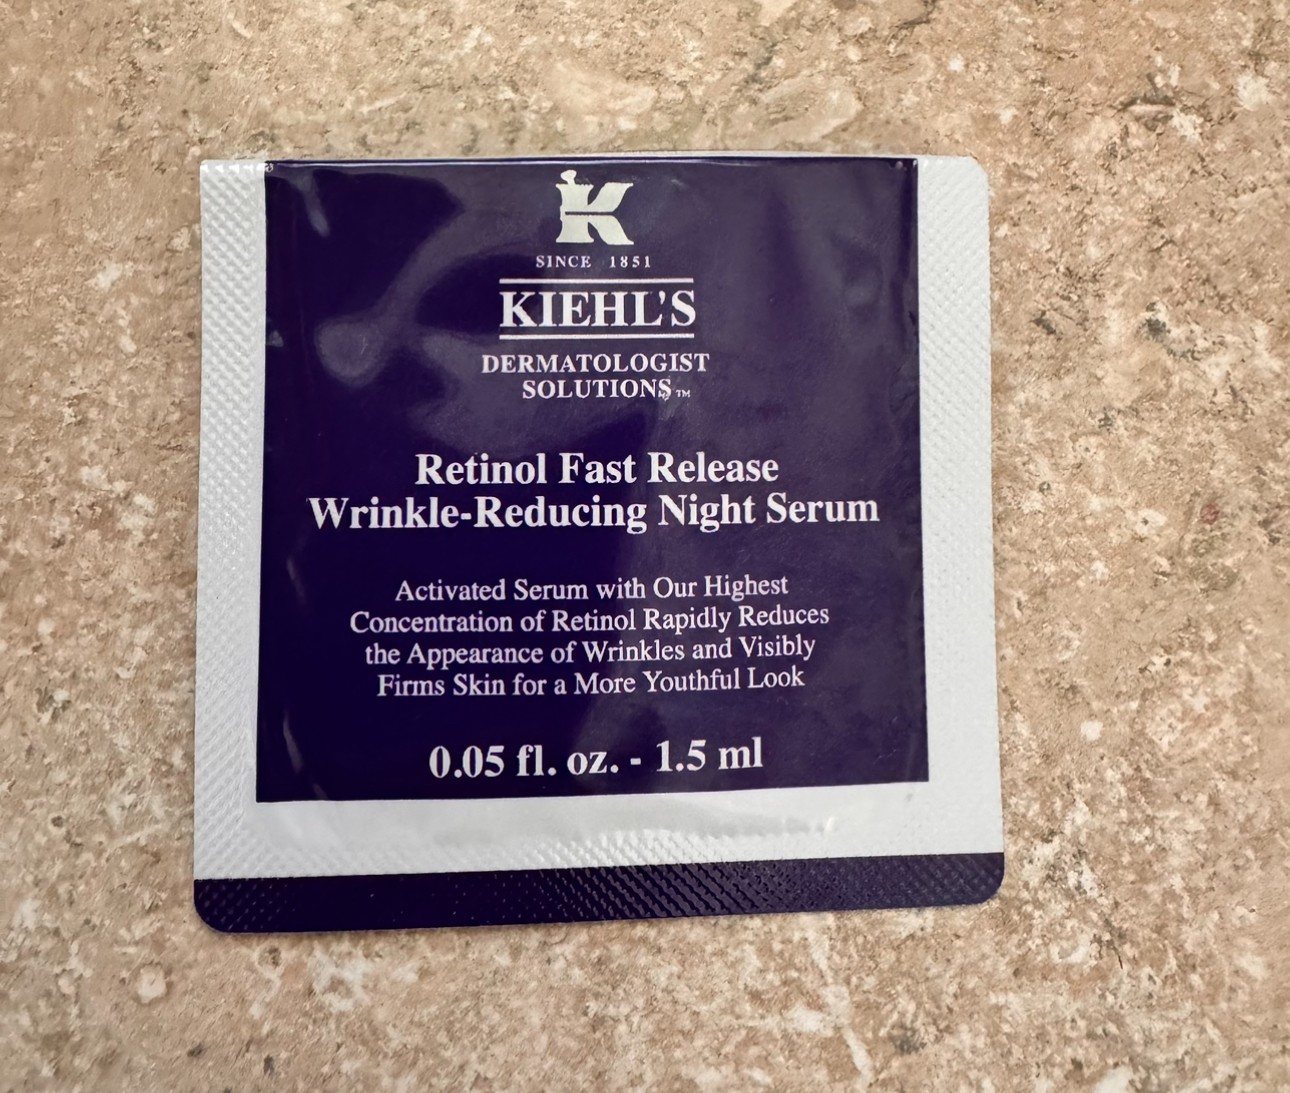 K
SINCE 1851
KIEHL'S
DERMATOLOGIST
SOLUTIONS™
Retinol Fast Release
Wrinkle-Reducing Night Serum
Activated Serum with Our Highest
Concentration of Retinol Rapidly Reduces
the Appearance of Wrinkles and Visibly
Firms Skin for a More Youthful Look
0.05 fl. oz. - 1.5 ml